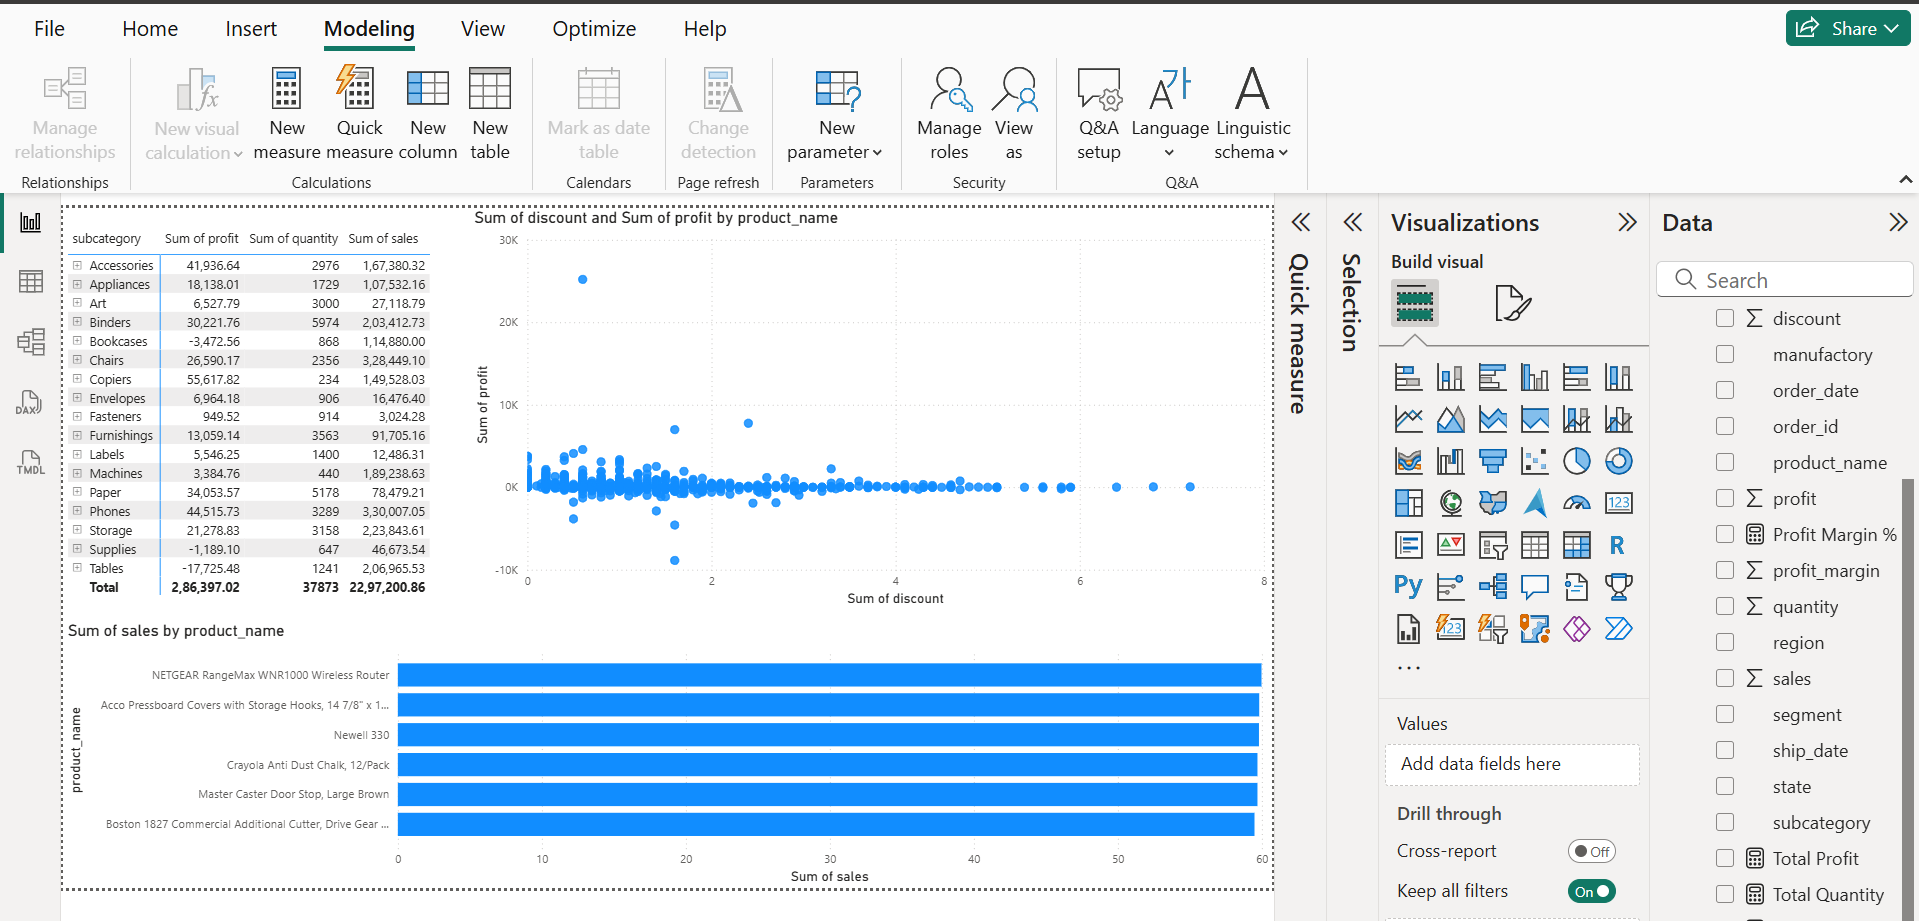 File Home Insert Modeling View Optimize Help Share
Manage relationships
New visual calculation
New measure
Quick measure
New column
New table
Mark as date table
Change detection
New parameter
Manage roles
View as
Q&A setup
Language
Linguistic schema
Relationships Calculations Calendars Page refresh Parameters Security Q&A
subcategory Sum of profit Sum of quantity Sum of sales
Accessories 41,936.64 2976 1,67,380.32
Appliances 18,138.01 1729 1,07,532.16
Art 6,527.79 3000 27,118.79
Binders 30,221.76 5974 2,03,412.73
Bookcases -3,472.56 868 1,14,880.00
Chairs 26,590.17 2356 3,28,449.10
Copiers 55,617.82 234 1,49,528.03
Envelopes 6,964.18 906 16,476.40
Fasteners 949.52 914 3,024.28
Furnishings 13,059.14 3563 91,705.16
Labels 5,546.25 1400 12,486.31
Machines 3,384.76 440 1,89,238.63
Paper 34,053.57 5178 78,479.21
Phones 44,515.73 3289 3,30,007.05
Storage 21,278.83 3158 2,23,843.61
Supplies -1,189.10 647 46,673.54
Tables -17,725.48 1241 2,06,965.53
Total 2,86,397.02 37873 22,97,200.86
Sum of discount and Sum of profit by product_name
Sum of profit
30K
20K
10K
0K
-10K
0 2 4 6 8
Sum of discount
Sum of sales by product_name
product_name
NETGEAR RangeMax WNR1000 Wireless Router
Acco Pressboard Covers with Storage Hooks, 14 7/8" x 1...
Newell 330
Crayola Anti Dust Chalk, 12/Pack
Master Caster Door Stop, Large Brown
Boston 1827 Commercial Additional Cutter, Drive Gear ...
0 10 20 30 40 50 60
Sum of sales
DAX
TMDL
Quick measure
Selection
Visualizations
Build visual
123
R
Py
123
...
Values
Add data fields here
Drill through
Cross-report Off
Keep all filters On
Data
Search
discount
manufactory
order_date
order_id
product_name
profit
Profit Margin %
profit_margin
quantity
region
sales
segment
ship_date
state
subcategory
Total Profit
Total Quantity